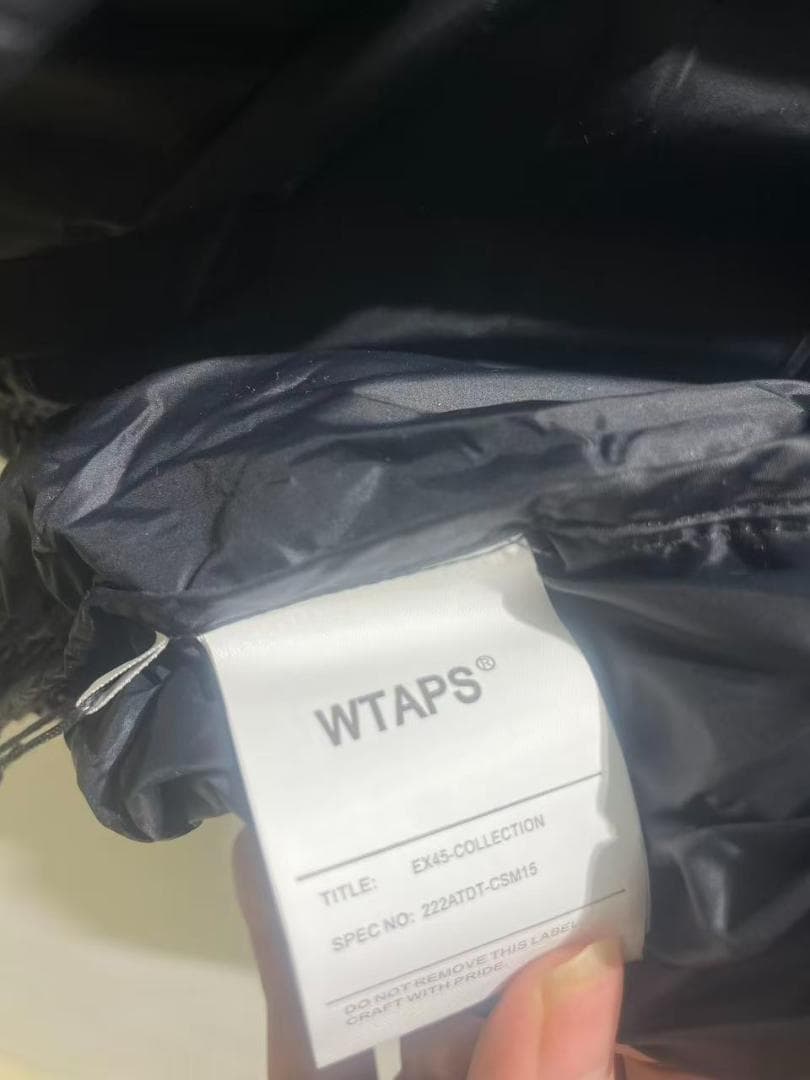 WTAPS®
TITLE: EX45-COLLECTION
SPEC NO: 222ATDT-CSM15
DO NOT REMOVE THIS LABEL
CRAFT WITH PRIDE